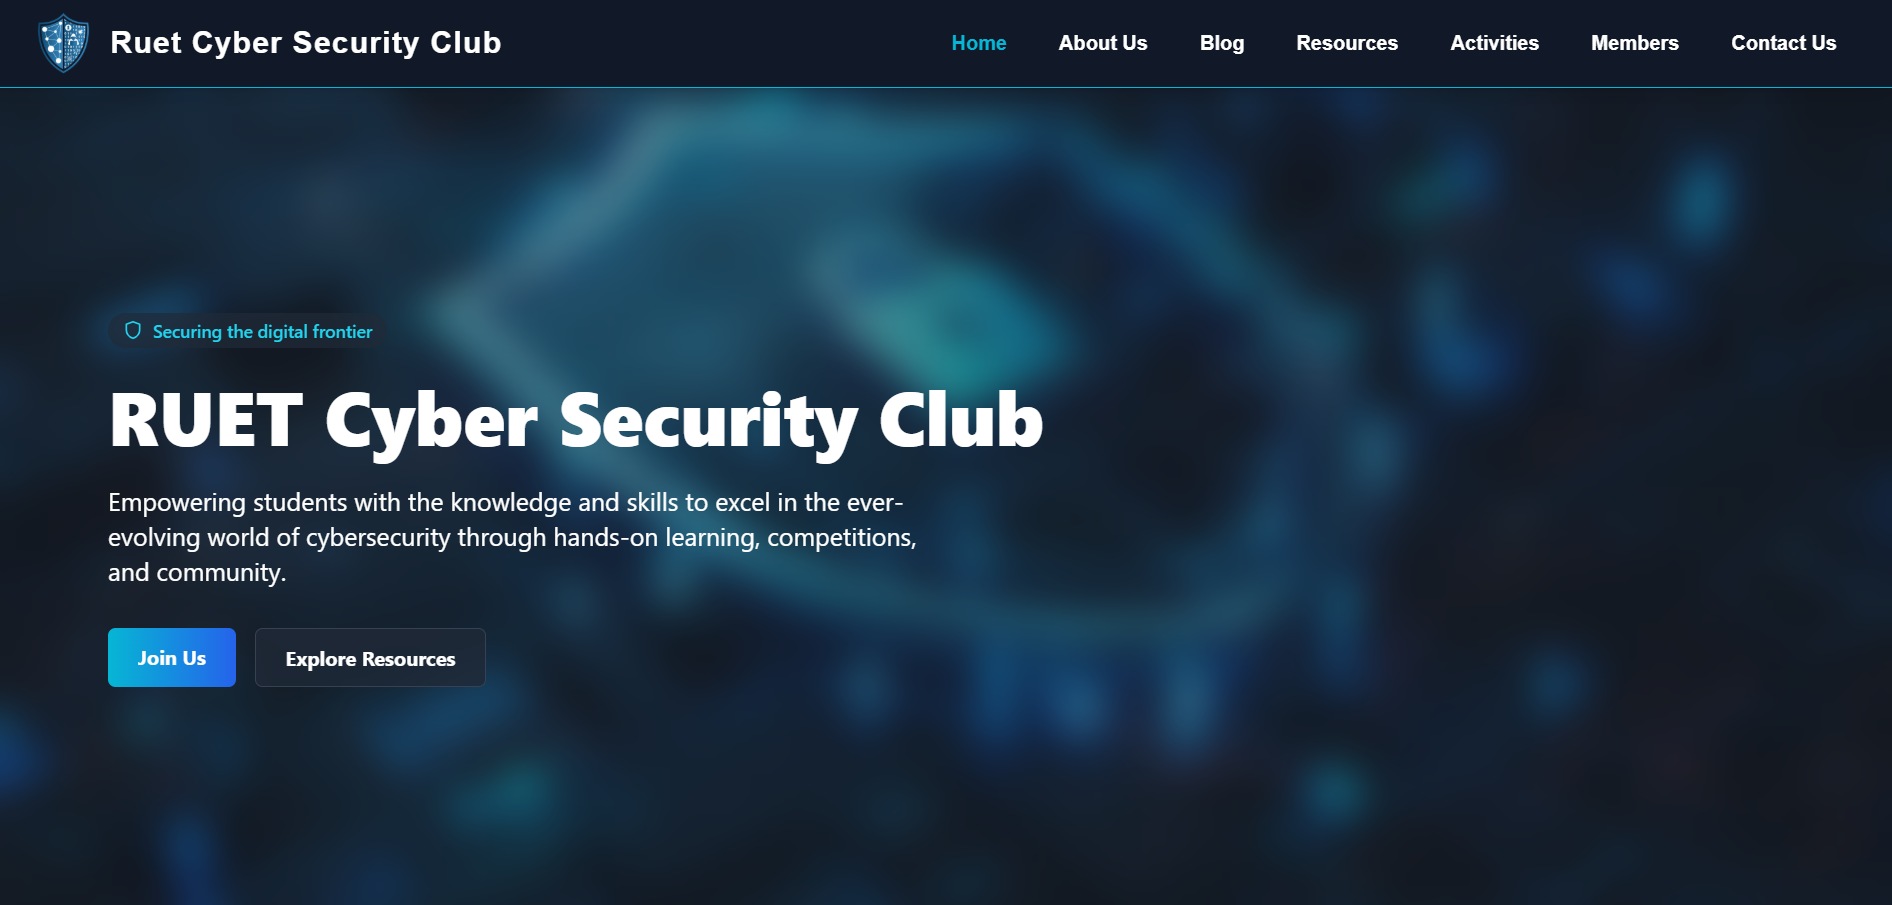 Ruet Cyber Security Club
Home
About Us
Blog
Resources
Activities
Members
Contact Us
Securing the digital frontier
RUET Cyber Security Club
Empowering students with the knowledge and skills to excel in the ever-
evolving world of cybersecurity through hands-on learning, competitions,
and community.
Join Us
Explore Resources